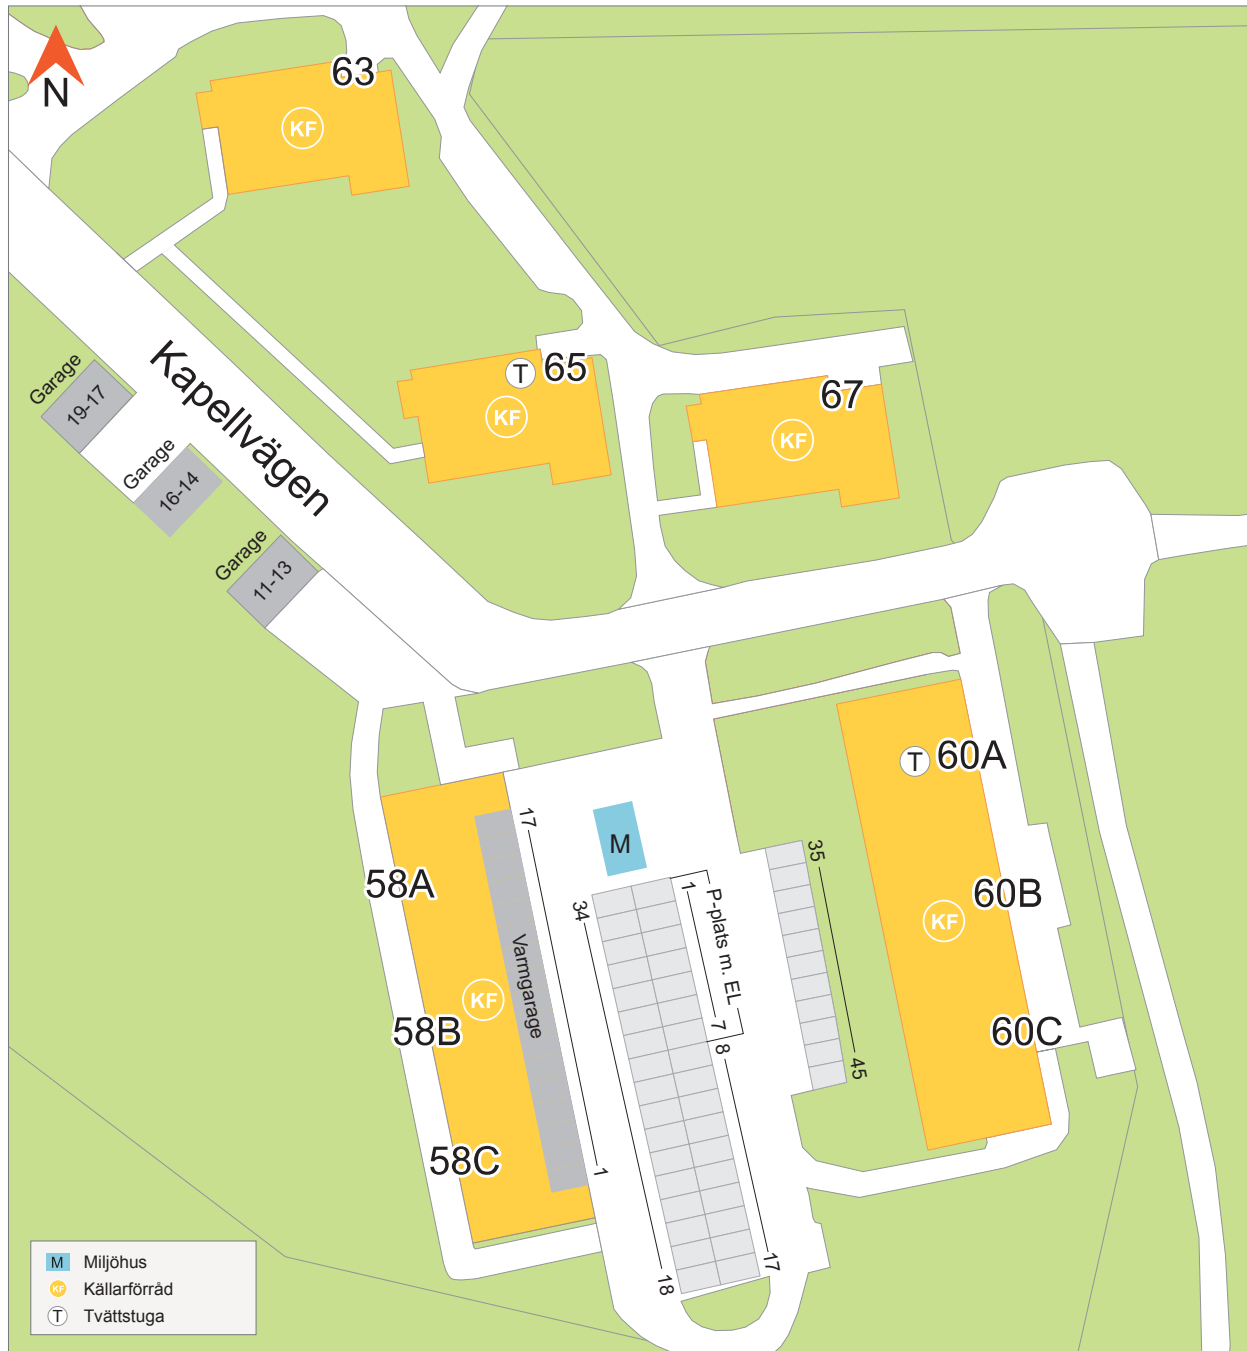 N
63
KF
Kapellvägen
T
65
KF
67
KF
Garage
19-17
Garage
16-14
Garage
11-13
58A
58B
58C
KF
Varmgarage
17
1
M
34
18
1
P-plats m. EL
7
8
17
35
45
T
60A
60B
KF
60C
M Miljöhus
KF Källarförråd
T Tvättstuga